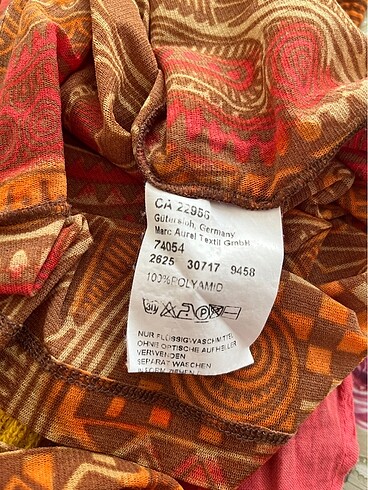 CA 22956
Gütersloh, Germany
Marc Aurel Textil GmbH
74054
2625 30717 9458
100%POLYAMID
30
P
NUR FLÜSSIGWASCHMITTEL
OHNE OPTISCHE AUFHELLER
VERWENDEN
SEPARAT WASCHEN